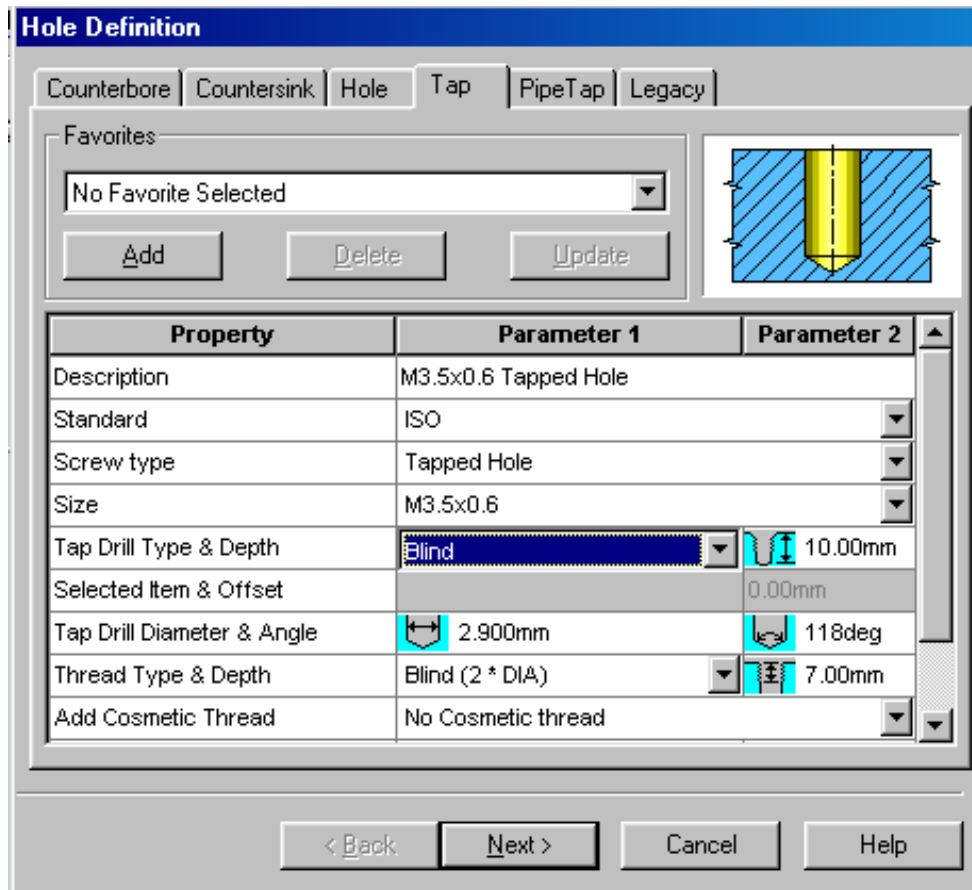 Hole Definition
Counterbore Countersink Hole Tap PipeTap Legacy
Favorites
No Favorite Selected
Add Delete Update
Property Parameter 1 Parameter 2
Description M3.5x0.6 Tapped Hole
Standard ISO
Screw type Tapped Hole
Size M3.5x0.6
Tap Drill Type & Depth Blind 10.00mm
Selected Item & Offset 0.00mm
Tap Drill Diameter & Angle 2.900mm 118deg
Thread Type & Depth Blind (2 * DIA) 7.00mm
Add Cosmetic Thread No Cosmetic thread
< Back Next > Cancel Help